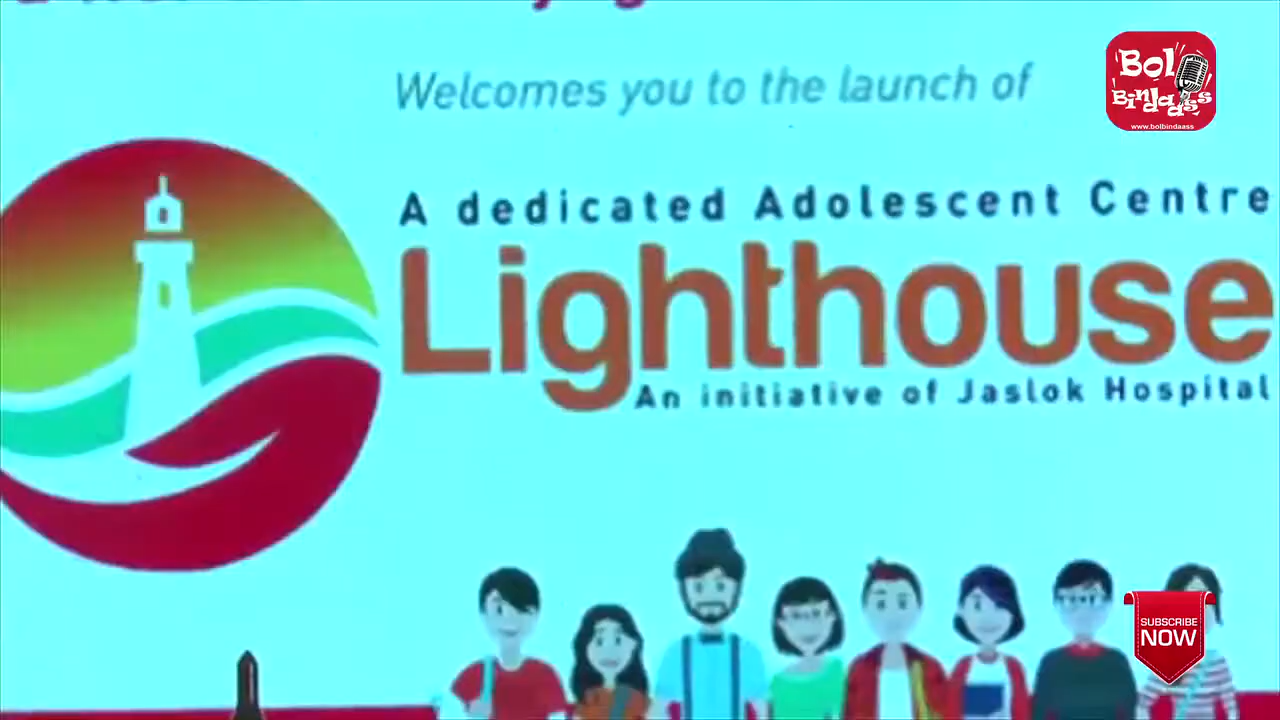 Welcomes you to the launch of
A dedicated Adolescent Centre
Lighthouse
An initiative of Jaslok Hospital
Bol
Bindaass
www.bolbindaass
SUBSCRIBE
NOW